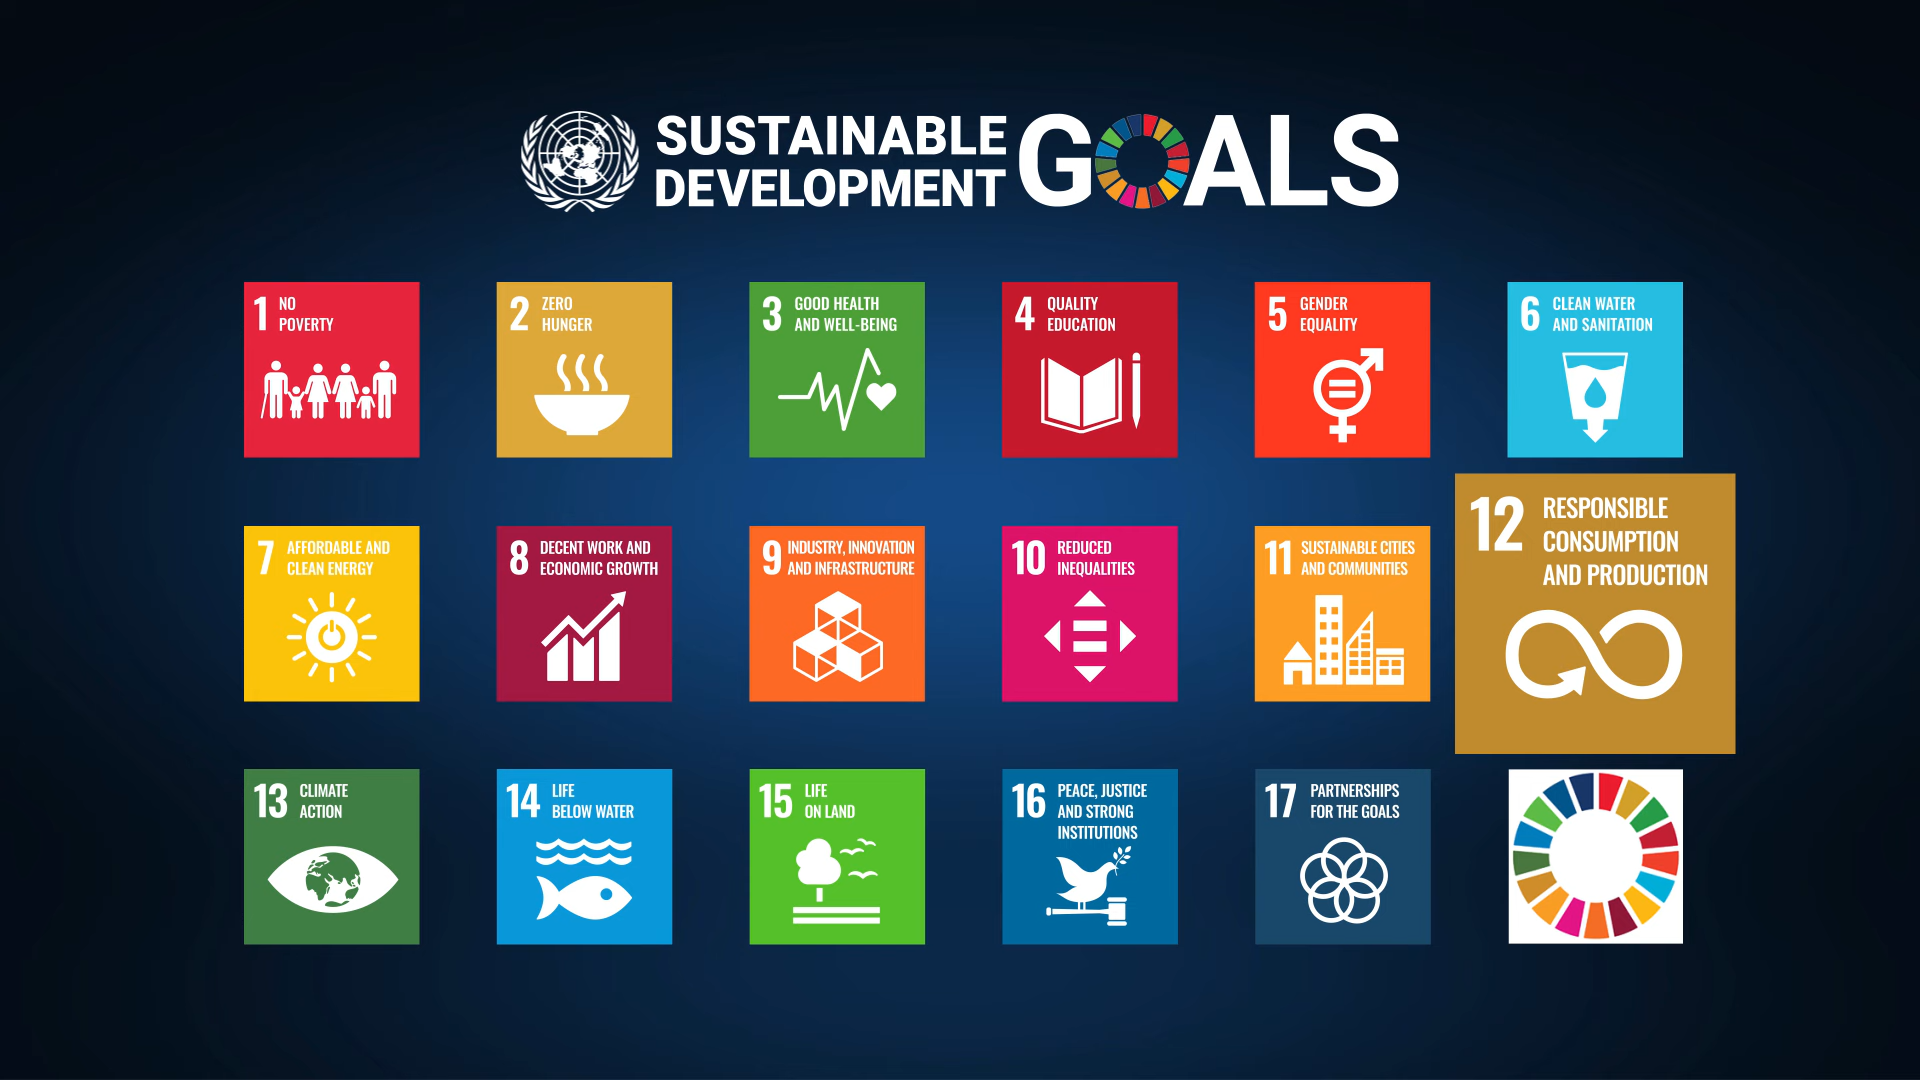 SUSTAINABLE
DEVELOPMENT
GOALS
1 NO
POVERTY
2 ZERO
HUNGER
3 GOOD HEALTH
AND WELL-BEING
4 QUALITY
EDUCATION
5 GENDER
EQUALITY
6 CLEAN WATER
AND SANITATION
7 AFFORDABLE AND
CLEAN ENERGY
8 DECENT WORK AND
ECONOMIC GROWTH
9 INDUSTRY, INNOVATION
AND INFRASTRUCTURE
10 REDUCED
INEQUALITIES
11 SUSTAINABLE CITIES
AND COMMUNITIES
12 RESPONSIBLE
CONSUMPTION
AND PRODUCTION
13 CLIMATE
ACTION
14 LIFE
BELOW WATER
15 LIFE
ON LAND
16 PEACE, JUSTICE
AND STRONG
INSTITUTIONS
17 PARTNERSHIPS
FOR THE GOALS